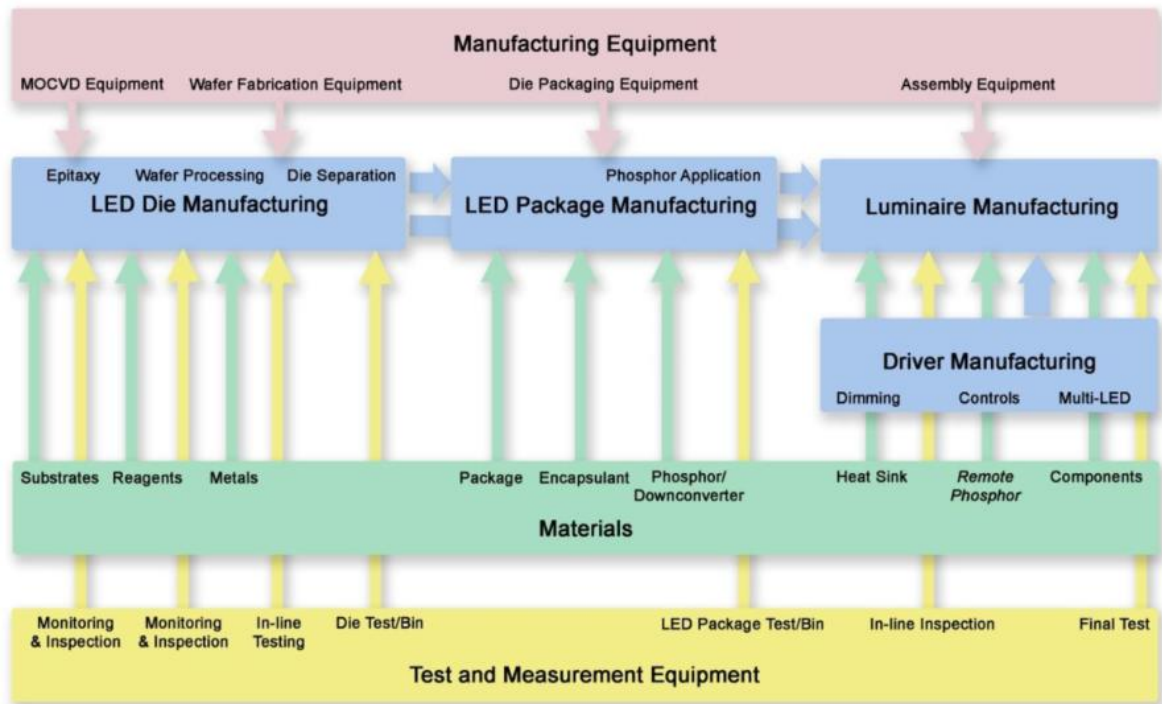 Manufacturing Equipment
MOCVD Equipment
Wafer Fabrication Equipment
Die Packaging Equipment
Assembly Equipment
Epitaxy
Wafer Processing
Die Separation
LED Die Manufacturing
Phosphor Application
LED Package Manufacturing
Luminaire Manufacturing
Driver Manufacturing
Dimming
Controls
Multi-LED
Substrates
Reagents
Metals
Package
Encapsulant
Phosphor/
Downconverter
Heat Sink
Remote
Phosphor
Components
Materials
Monitoring
& Inspection
Monitoring
& Inspection
In-line
Testing
Die Test/Bin
LED Package Test/Bin
In-line Inspection
Final Test
Test and Measurement Equipment